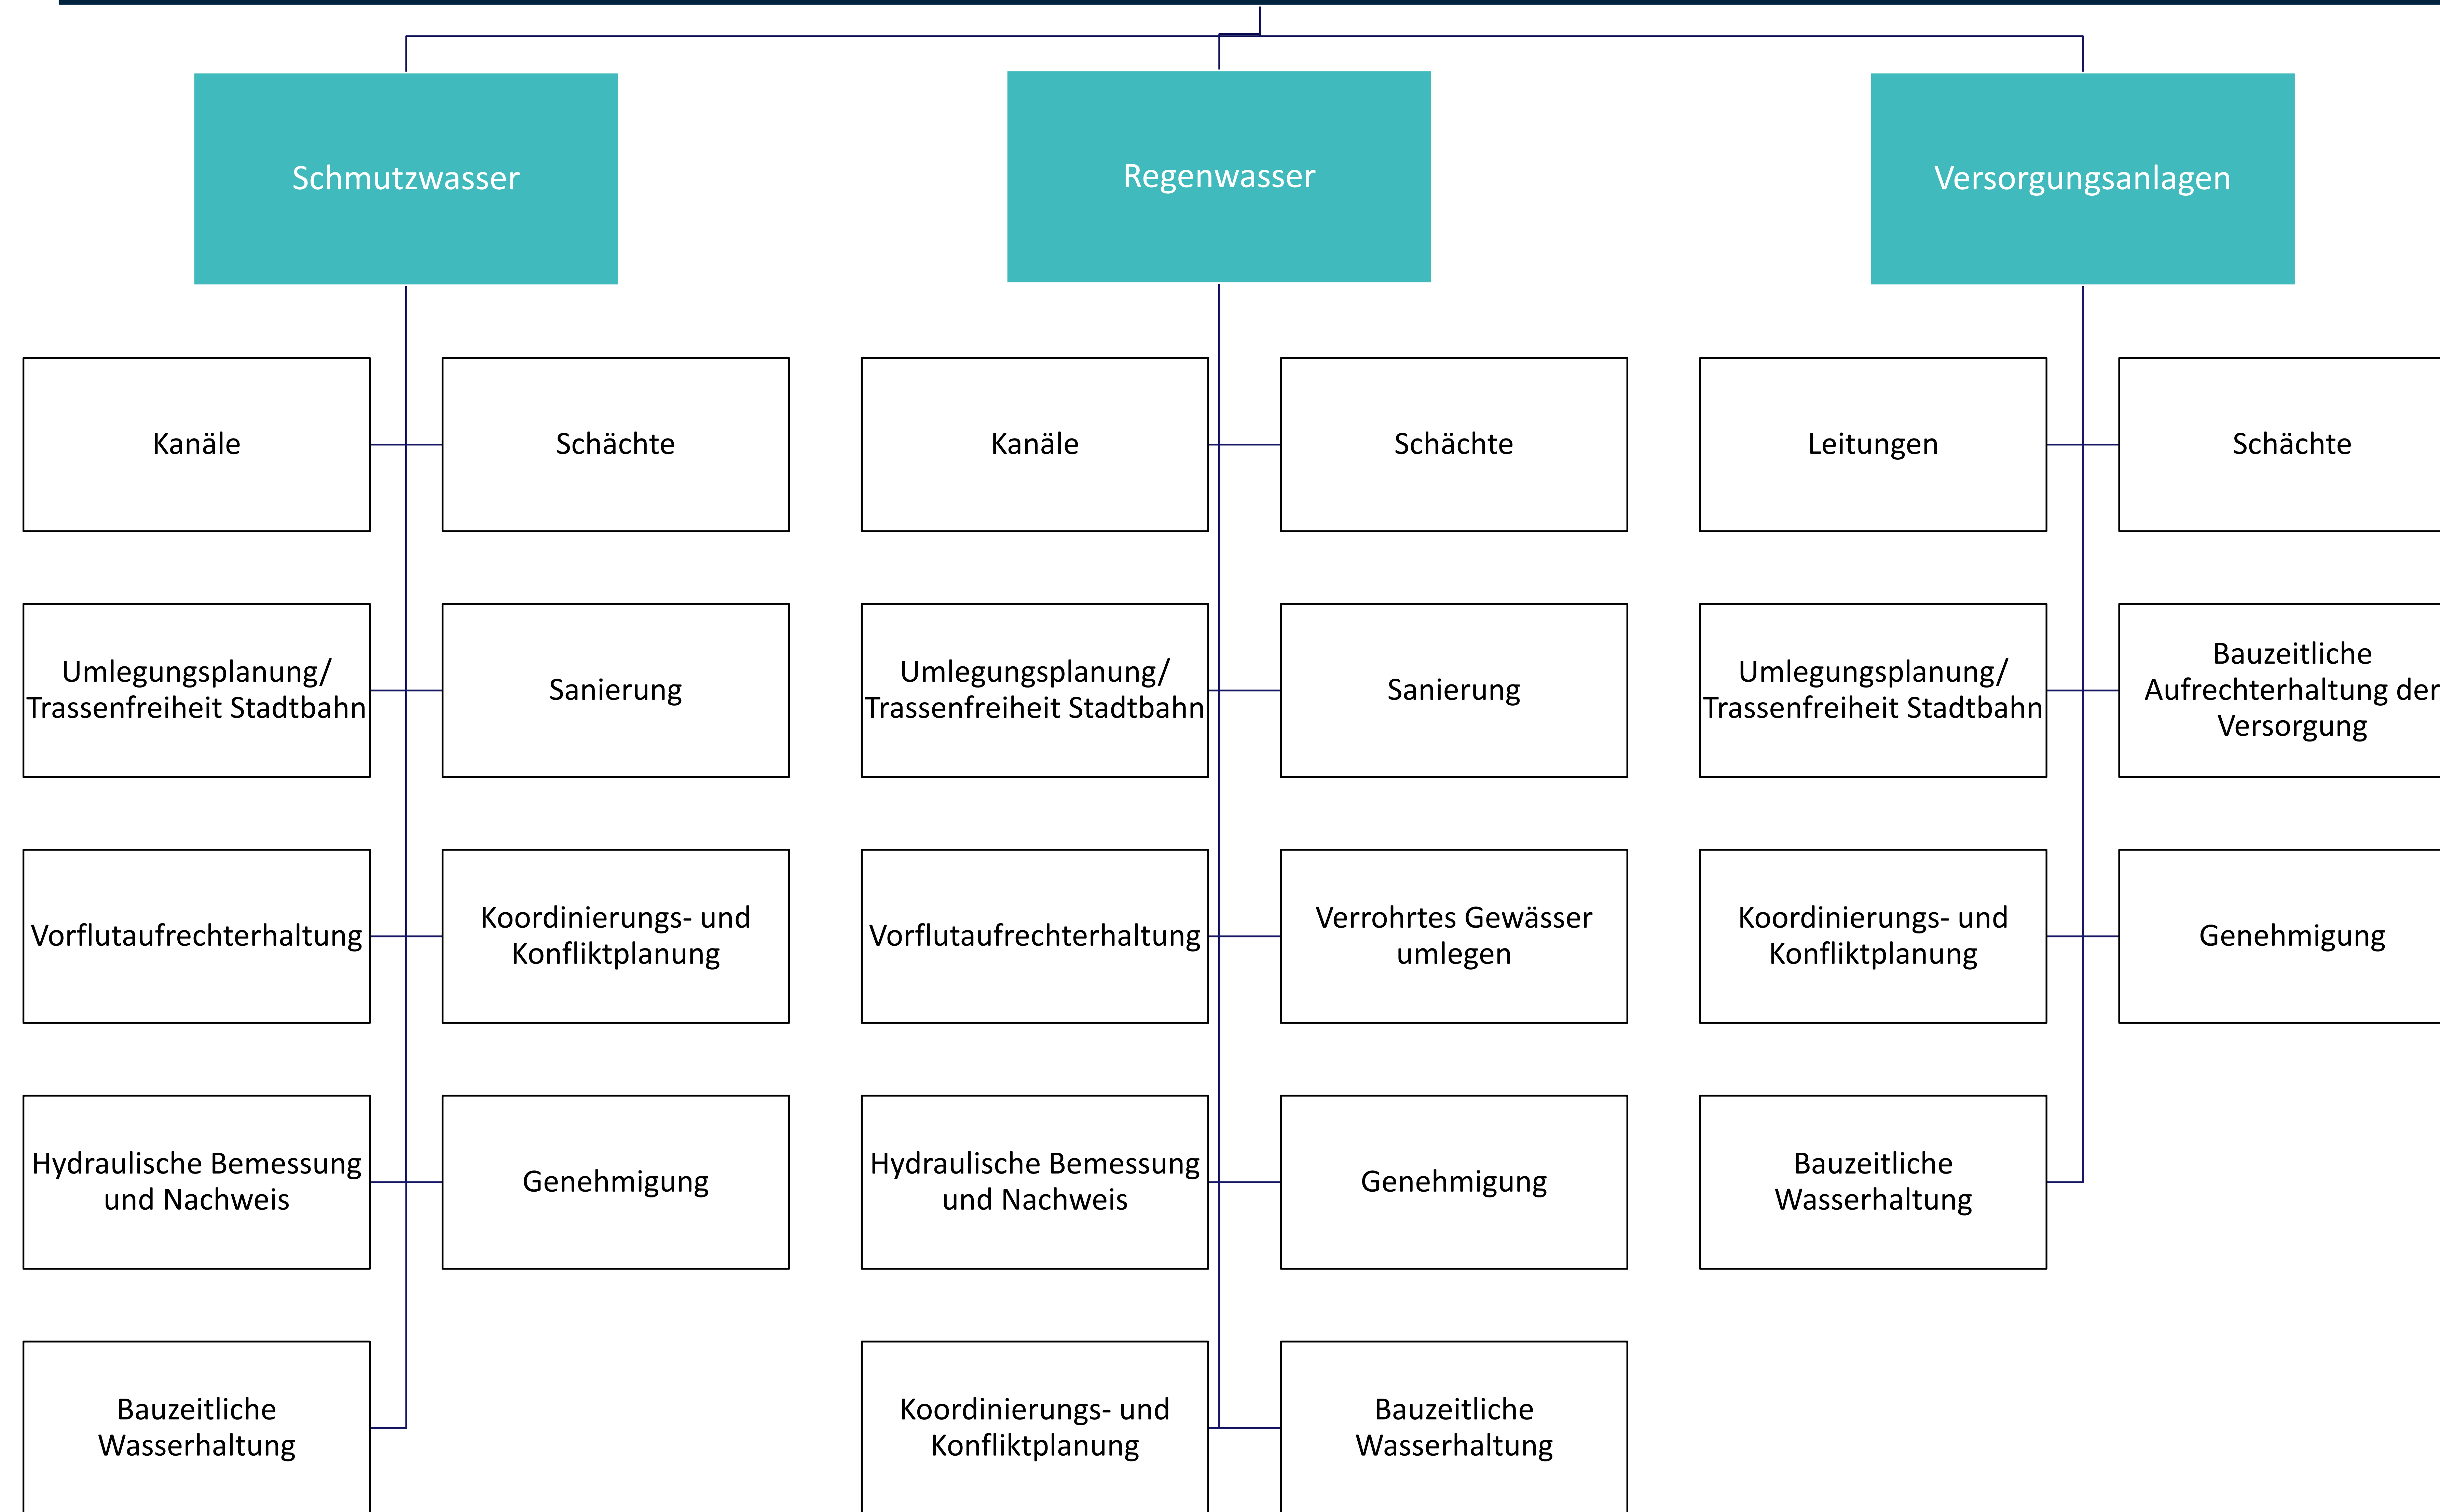 Schmutzwasser
Regenwasser
Versorgungsanlagen
Kanäle
Schächte
Kanäle
Schächte
Leitungen
Schächte
Umlegungsplanung/
Trassenfreiheit Stadtbahn
Sanierung
Umlegungsplanung/
Trassenfreiheit Stadtbahn
Sanierung
Umlegungsplanung/
Trassenfreiheit Stadtbahn
Bauzeitliche
Aufrechterhaltung der
Versorgung
Vorflutaufrechterhaltung
Koordinierungs- und
Konfliktplanung
Vorflutaufrechterhaltung
Verrohrtes Gewässer
umlegen
Koordinierungs- und
Konfliktplanung
Genehmigung
Hydraulische Bemessung
und Nachweis
Genehmigung
Hydraulische Bemessung
und Nachweis
Genehmigung
Bauzeitliche
Wasserhaltung
Bauzeitliche
Wasserhaltung
Koordinierungs- und
Konfliktplanung
Bauzeitliche
Wasserhaltung